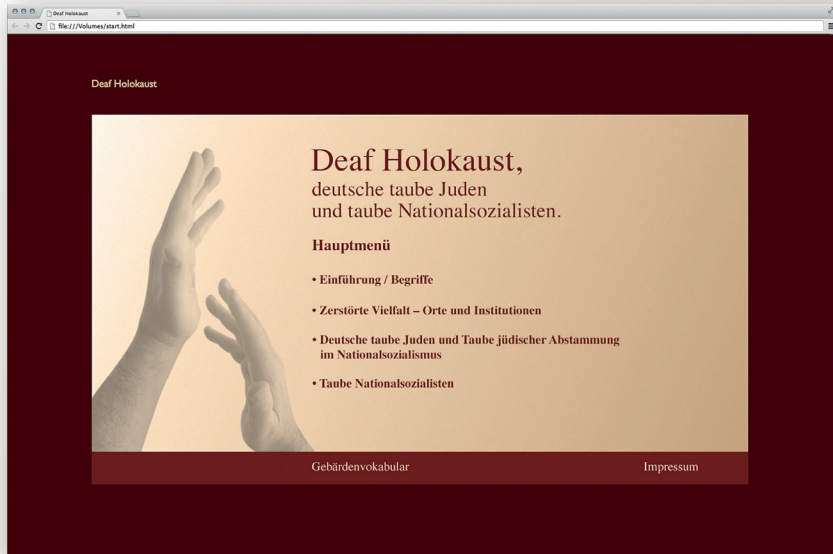 Deaf Holokaust
file:///Volumes/start.html
Deaf Holokaust
Deaf Holokaust,
deutsche taube Juden
und taube Nationalsozialisten.
Hauptmenü
• Einführung / Begriffe
• Zerstörte Vielfalt – Orte und Institutionen
• Deutsche taube Juden und Taube jüdischer Abstammung
im Nationalsozialismus
• Taube Nationalsozialisten
Gebärdenvokabular Impressum